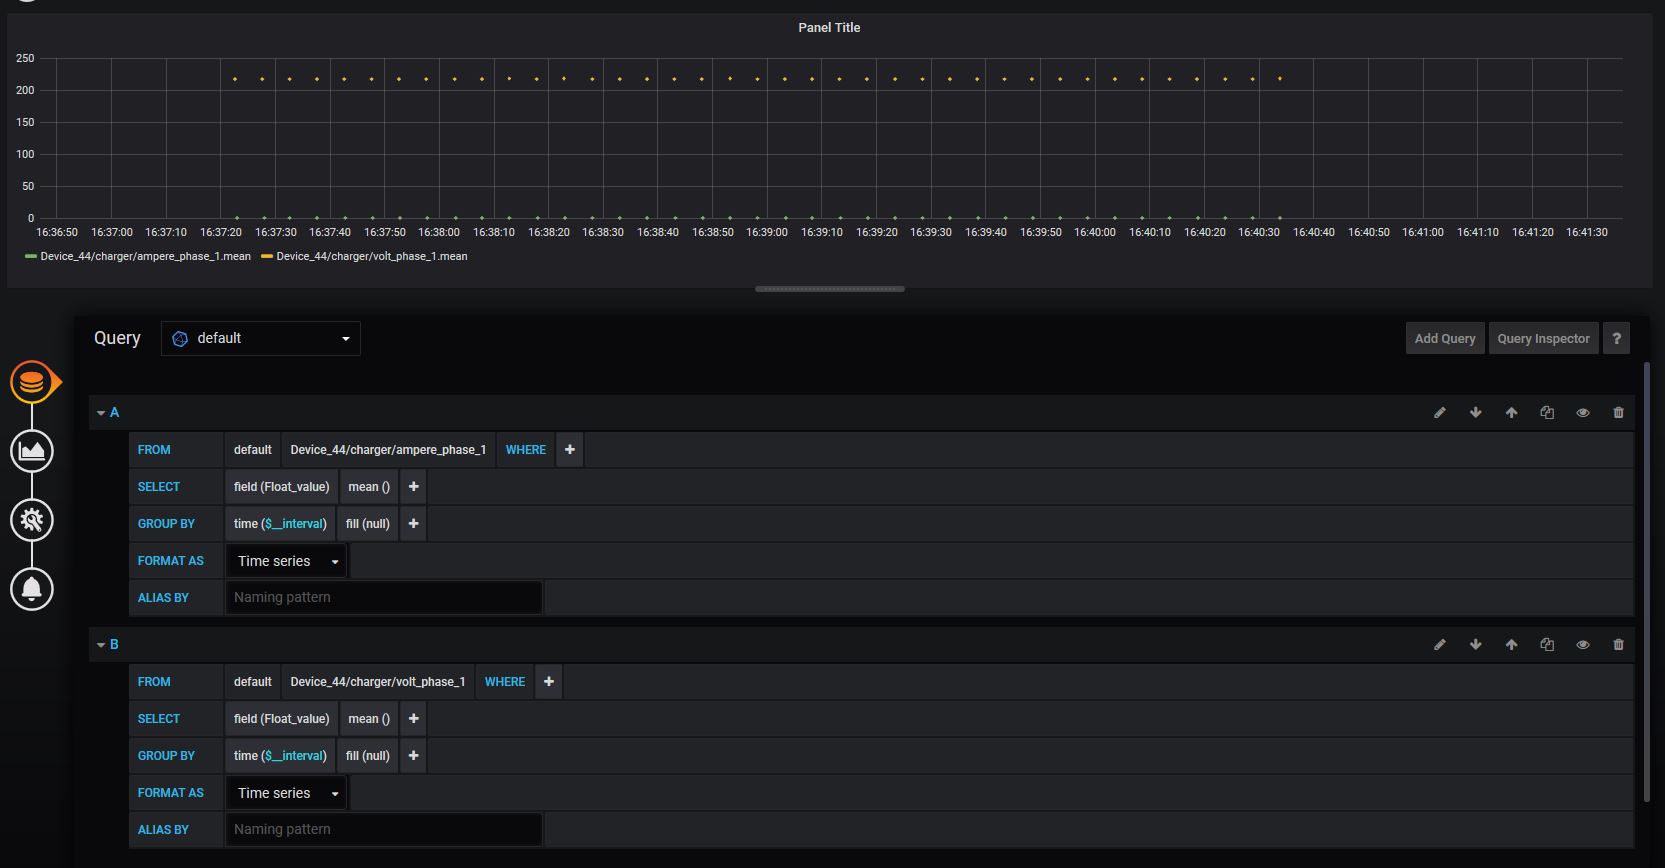 Panel Title
250
200
150
100
50
0
16:36:50 16:37:00 16:37:10 16:37:20 16:37:30 16:37:40 16:37:50 16:38:00 16:38:10 16:38:20 16:38:30 16:38:40 16:38:50 16:39:00 16:39:10 16:39:20 16:39:30 16:39:40 16:39:50 16:40:00 16:40:10 16:40:20 16:40:30 16:40:40 16:40:50 16:41:00 16:41:10 16:41:20 16:41:30
Device_44/charger/ampere_phase_1.mean Device_44/charger/volt_phase_1.mean
Query default Add Query Query Inspector ?
A
FROM default Device_44/charger/ampere_phase_1 WHERE +
SELECT field (Float_value) mean () +
GROUP BY time ($__interval) fill (null) +
FORMAT AS Time series
ALIAS BY Naming pattern
B
FROM default Device_44/charger/volt_phase_1 WHERE +
SELECT field (Float_value) mean () +
GROUP BY time ($__interval) fill (null) +
FORMAT AS Time series
ALIAS BY Naming pattern